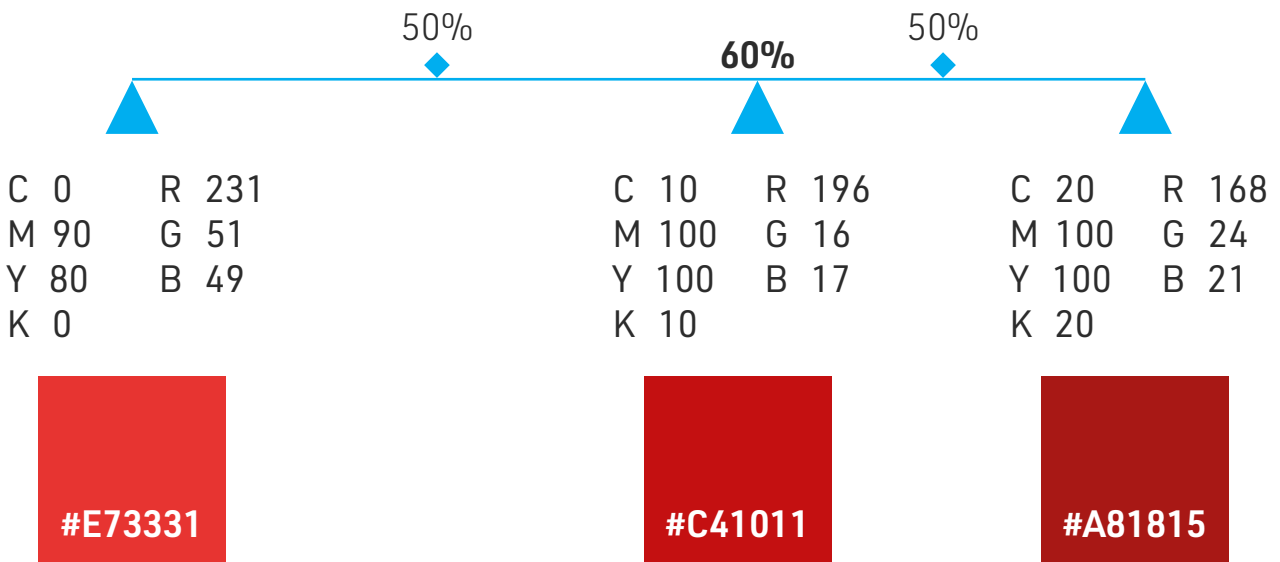 50% 50%
60%
C 0 R 231 C 10 R 196 C 20 R 168
M 90 G 51 M 100 G 16 M 100 G 24
Y 80 B 49 Y 100 B 17 Y 100 B 21
K 0 K 10 K 20
#E73331 #C41011 #A81815